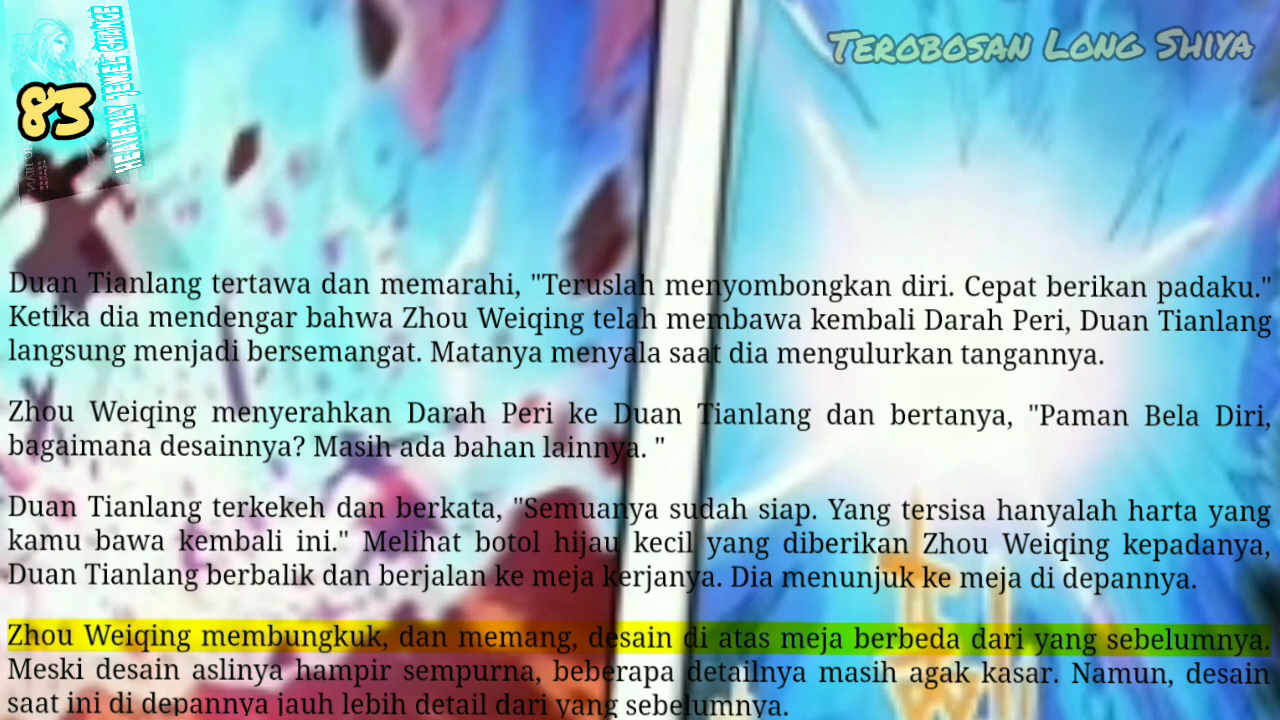 83
HEAVENLY JEWEL CHANGE
TEROBOSAN LONG SHIYA
Duan Tianlang tertawa dan memarahi, "Teruslah menyombongkan diri. Cepat berikan padaku."
Ketika dia mendengar bahwa Zhou Weiqing telah membawa kembali Darah Peri, Duan Tianlang
langsung menjadi bersemangat. Matanya menyala saat dia mengulurkan tangannya.
Zhou Weiqing menyerahkan Darah Peri ke Duan Tianlang dan bertanya, "Paman Bela Diri,
bagaimana desainnya? Masih ada bahan lainnya. "
Duan Tianlang terkekeh dan berkata, "Semuanya sudah siap. Yang tersisa hanyalah harta yang
kamu bawa kembali ini." Melihat botol hijau kecil yang diberikan Zhou Weiqing kepadanya,
Duan Tianlang berbalik dan berjalan ke meja kerjanya. Dia menunjuk ke meja di depannya.
Zhou Weiqing membungkuk, dan memang, desain di atas meja berbeda dari yang sebelumnya.
Meski desain aslinya hampir sempurna, beberapa detailnya masih agak kasar. Namun, desain
saat ini di depannya jauh lebih detail dari yang sebelumnya.